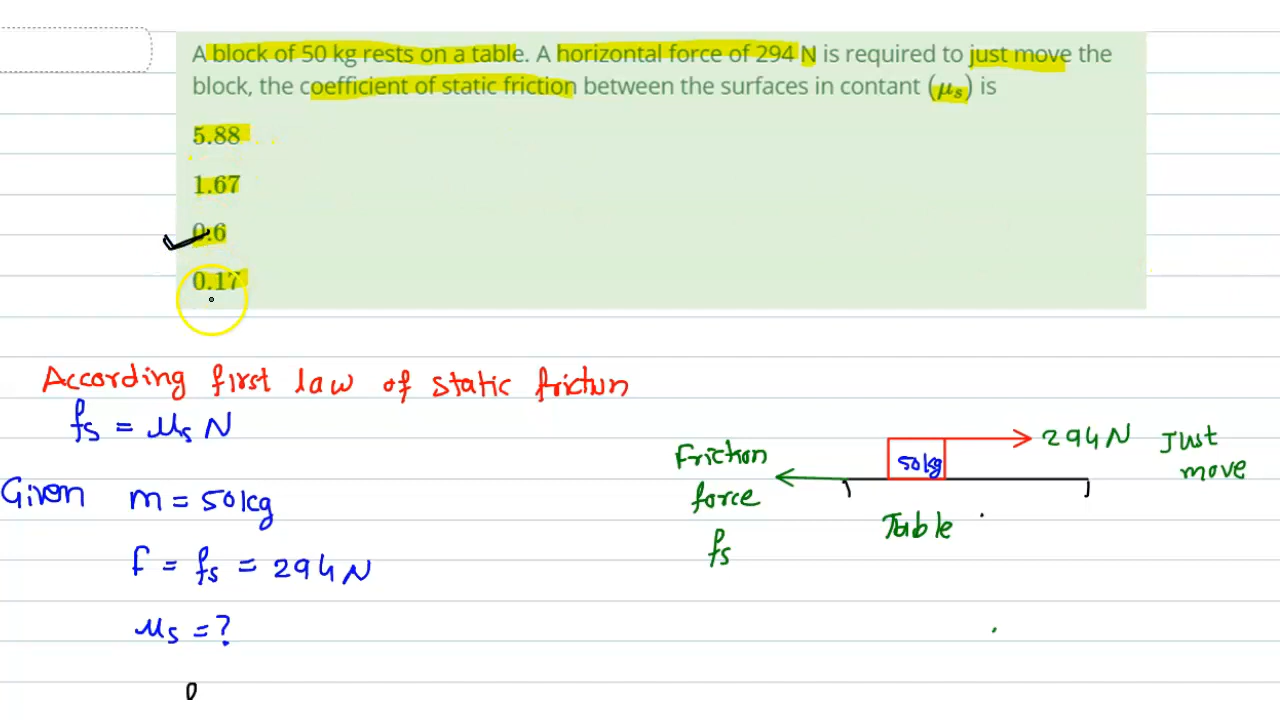 A block of 50 kg rests on a table. A horizontal force of 294 N is required to just move the
block, the coefficient of static friction between the surfaces in contant (μs) is
5.88
1.67
0.6
0.17
According first law of static frictun
fs = μs N
Given m = 50kg
f = fs = 294 N
μs = ?
0
Friction
force
fs
50kg
294 N
Just
move
Table